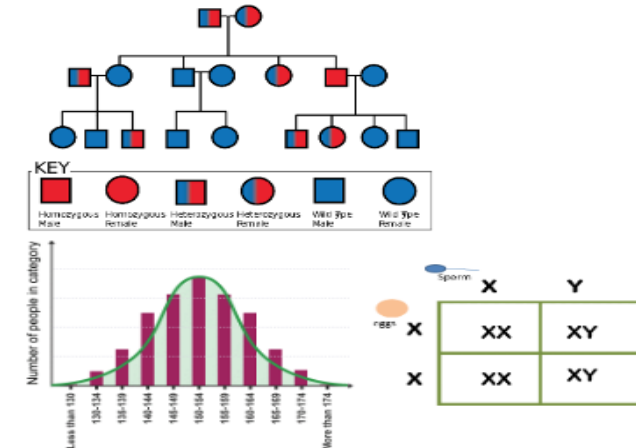 KEY
Homozygous Male
Homozygous Female
Heterozygous Male
Heterozygous Female
Wild Type Male
Wild Type Female
Number of people in category
Less than 130
130-134
135-139
140-144
145-149
150-154
155-159
160-164
165-169
170-174
More than 174
Sperm
X Y
eggs
X XX XY
X XX XY